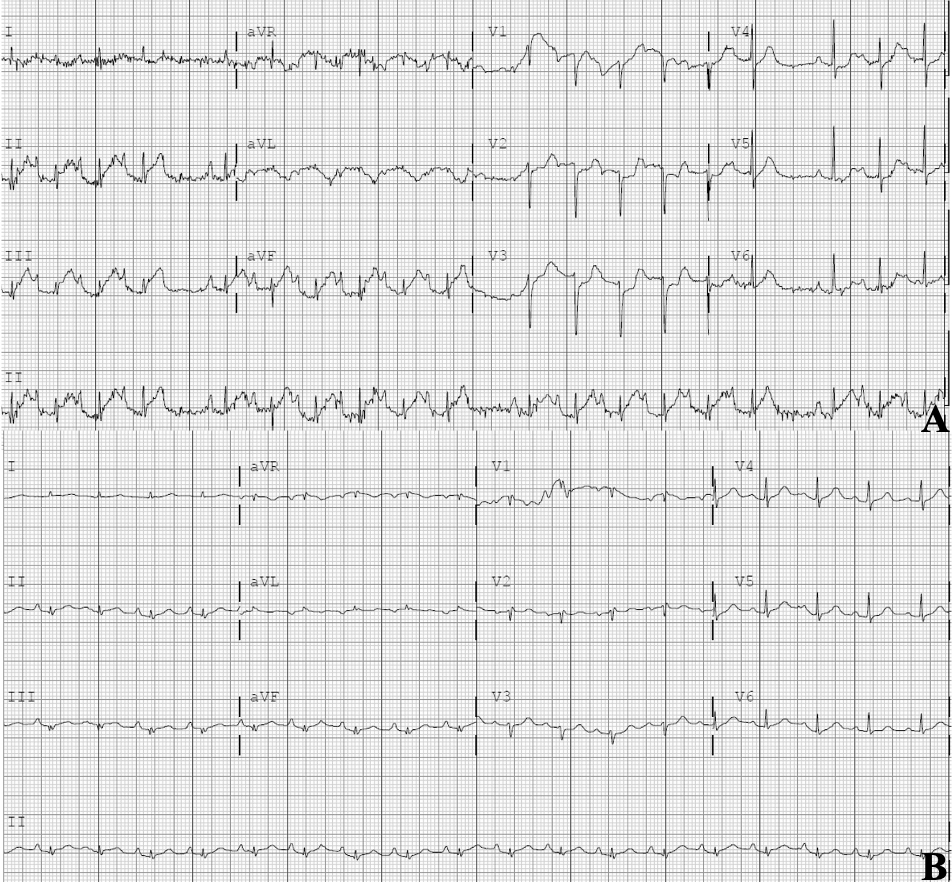 I aVR V1 V4
II aVL V2 V5
III aVF V3 V6
II
A
I aVR V1 V4
II aVL V2 V5
III aVF V3 V6
II
B